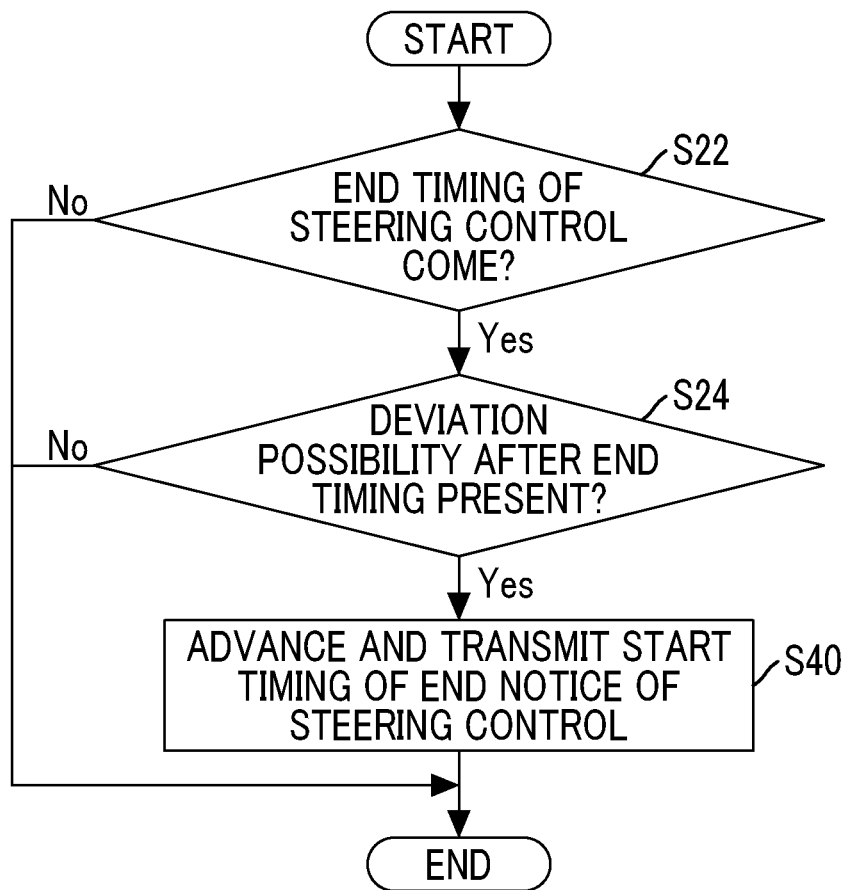 START
S22
END TIMING OF
STEERING CONTROL
COME?
No
Yes
S24
DEVIATION
POSSIBILITY AFTER END
TIMING PRESENT?
No
Yes
ADVANCE AND TRANSMIT START
TIMING OF END NOTICE OF
STEERING CONTROL
S40
END